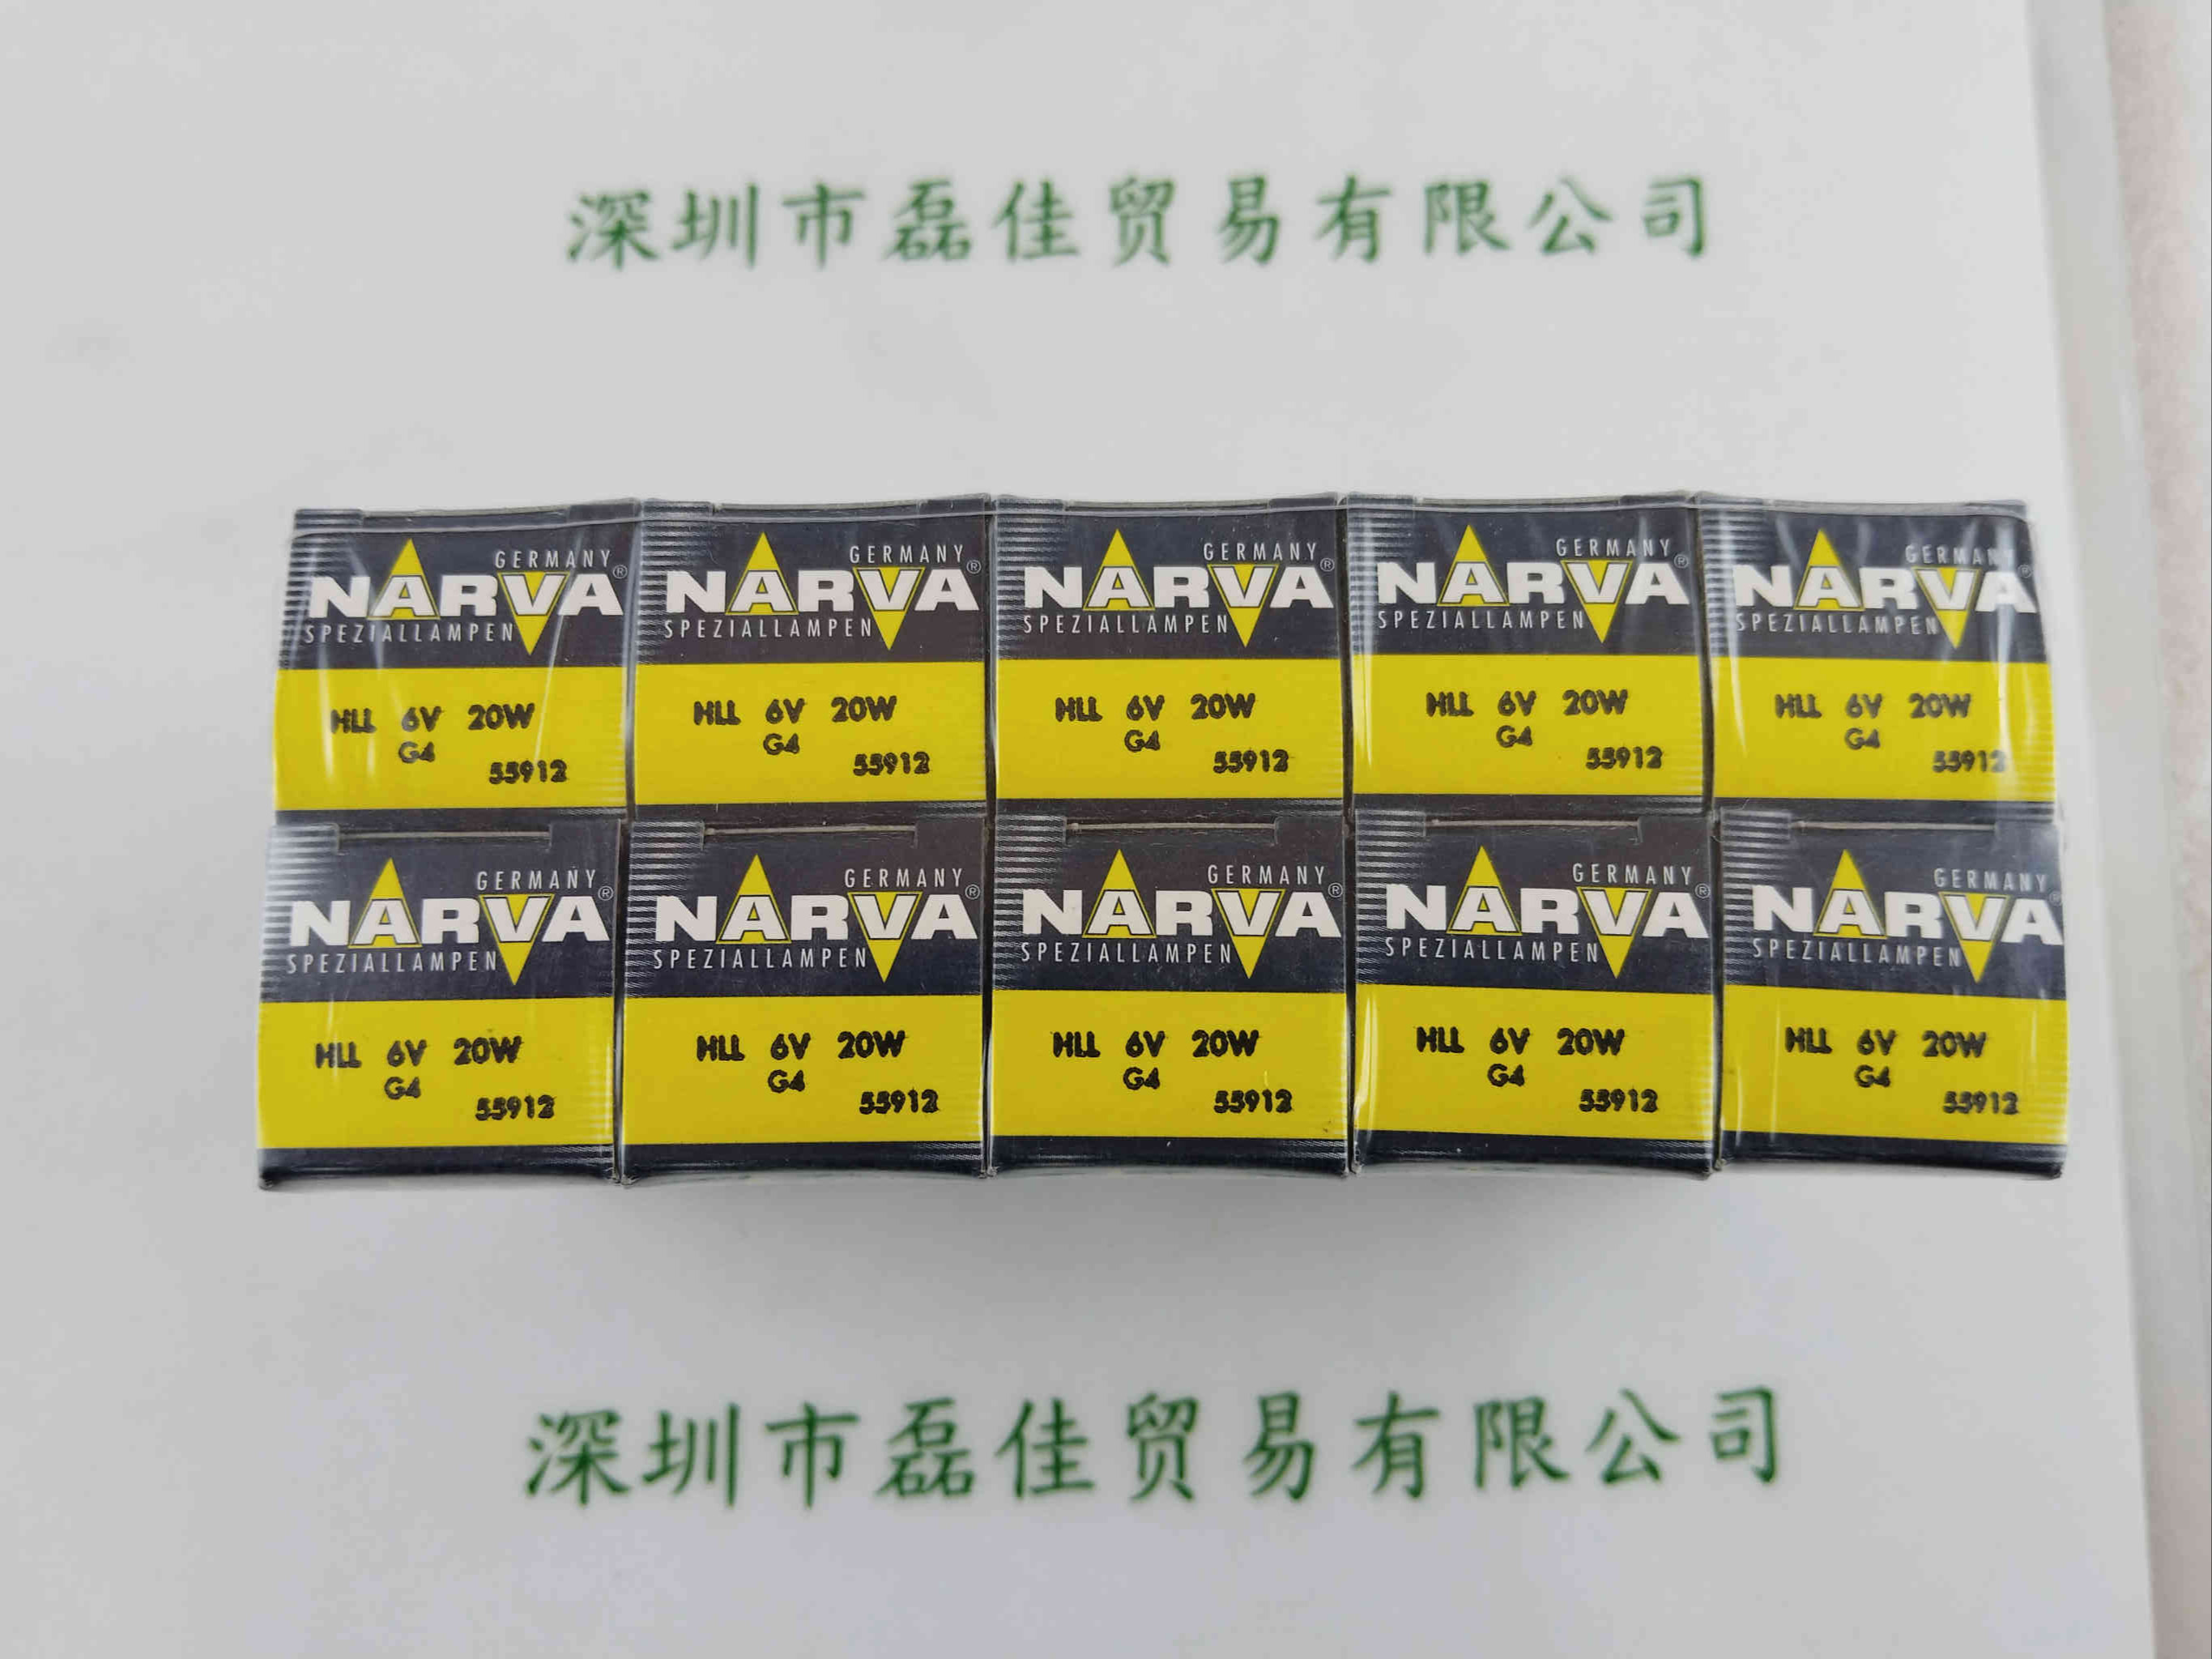 深圳市磊佳贸易有限公司
GERMANY
NARVA®
SPEZIALLAMPEN
HLL 6V 20W
G4
55912
GERMANY
NARVA®
SPEZIALLAMPEN
HLL 6V 20W
G4
55912
GERMANY
NARVA®
SPEZIALLAMPEN
HLL 6V 20W
G4
55912
GERMANY
NARVA®
SPEZIALLAMPEN
HLL 6V 20W
G4
55912
GERMANY
NARVA®
SPEZIALLAMPEN
HLL 6V 20W
G4
55912
GERMANY
NARVA®
SPEZIALLAMPEN
HLL 6V 20W
G4
55912
GERMANY
NARVA®
SPEZIALLAMPEN
HLL 6V 20W
G4
55912
GERMANY
NARVA®
SPEZIALLAMPEN
HLL 6V 20W
G4
55912
GERMANY
NARVA®
SPEZIALLAMPEN
HLL 6V 20W
G4
55912
GERMANY
NARVA®
SPEZIALLAMPEN
HLL 6V 20W
G4
55912
深圳市磊佳贸易有限公司